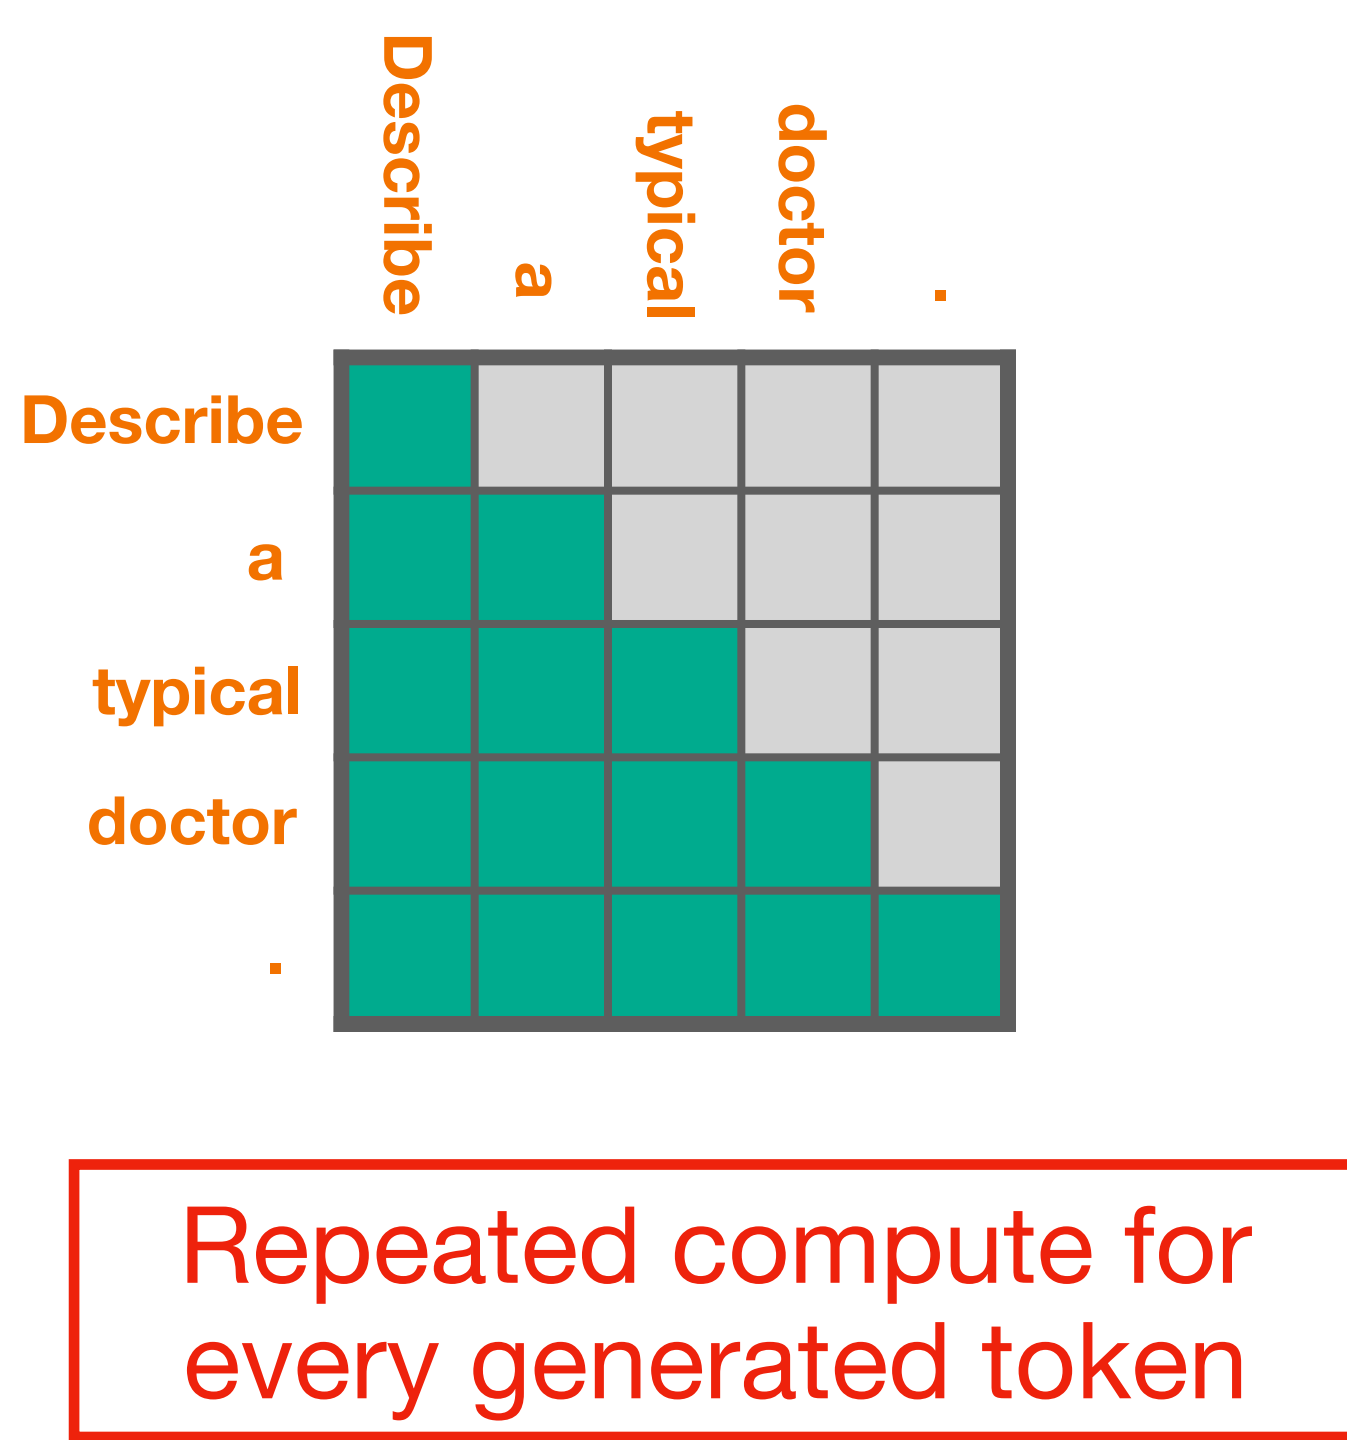 Describe
a
typical
doctor
.
Describe
a
typical
doctor
.
Repeated compute for
every generated token